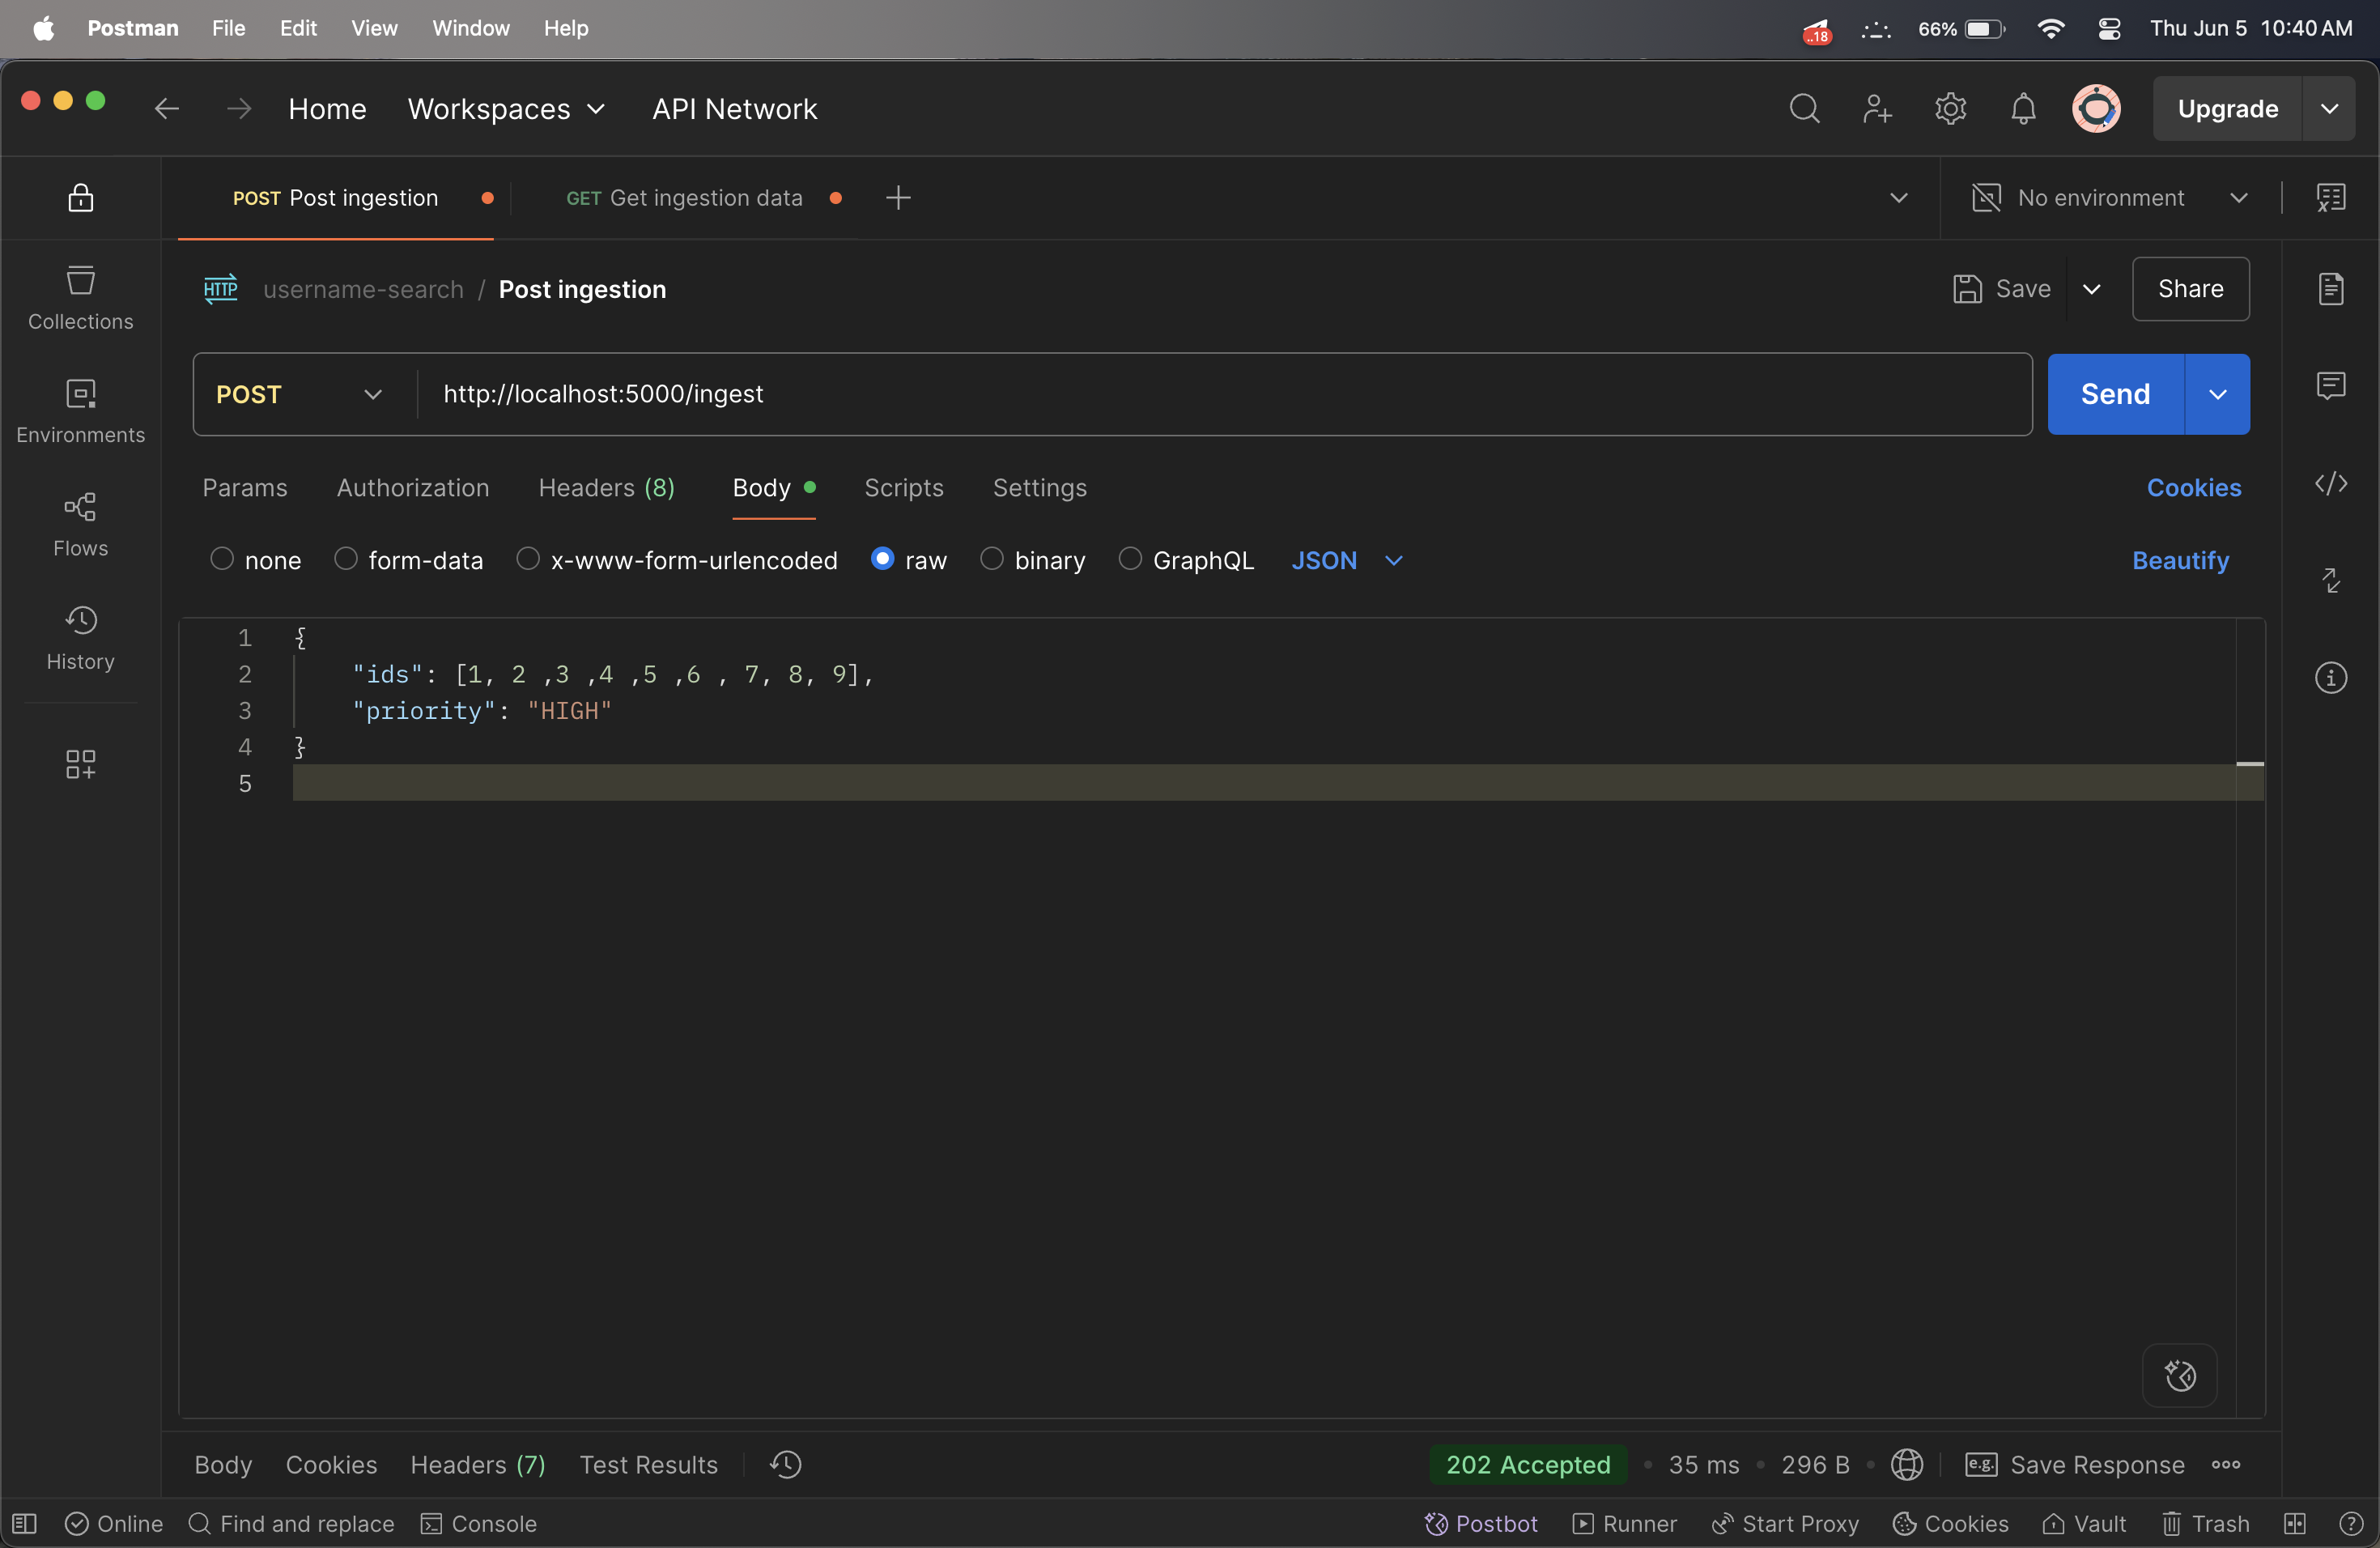 Postman File Edit View Window Help ..18 66% Thu Jun 5 10:40 AM
Home Workspaces API Network Upgrade
POST Post ingestion GET Get ingestion data No environment
HTTP username-search / Post ingestion Save Share
POST http://localhost:5000/ingest Send
Params Authorization Headers (8) Body Scripts Settings Cookies
none form-data x-www-form-urlencoded raw binary GraphQL JSON Beautify
Collections
Environments
Flows
History
1 {
2 "ids": [1, 2 ,3 ,4 ,5 ,6 , 7, 8, 9],
3 "priority": "HIGH"
4 }
5
Body Cookies Headers (7) Test Results 202 Accepted 35 ms 296 B e.g. Save Response
Online Find and replace Console Postbot Runner Start Proxy Cookies Vault Trash